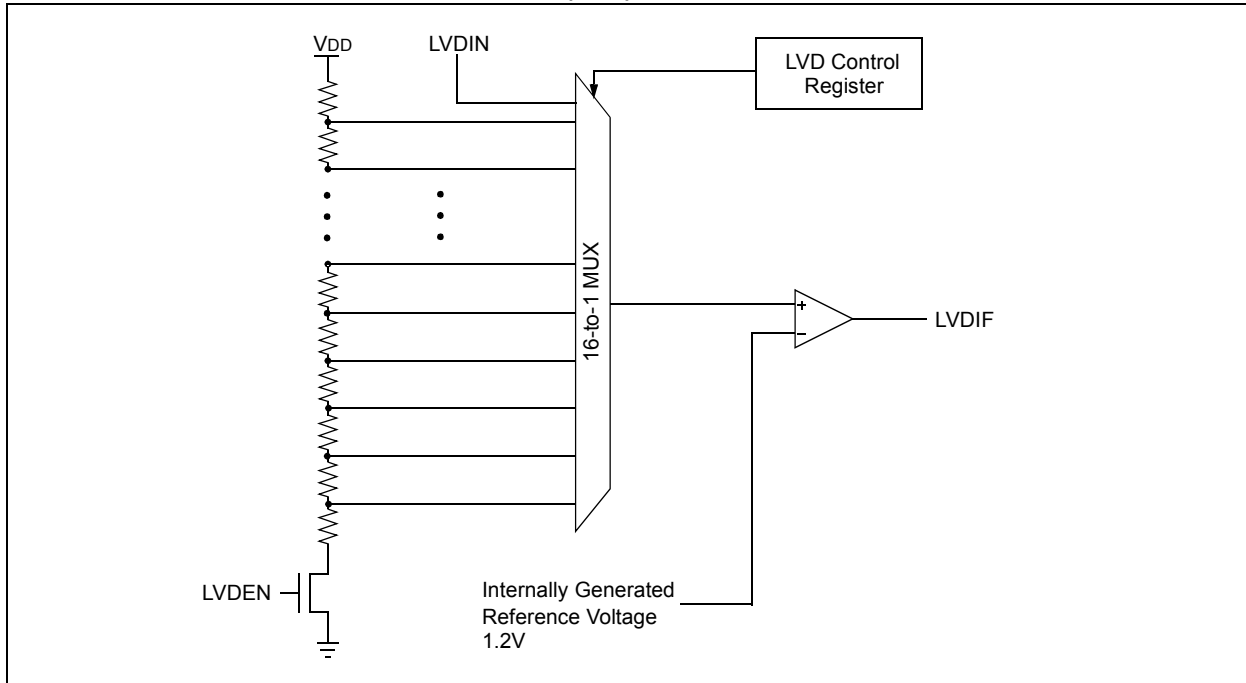 VDD
LVDIN
LVD Control
Register
16-to-1 MUX
+
−
LVDIF
LVDEN
Internally Generated
Reference Voltage
1.2V